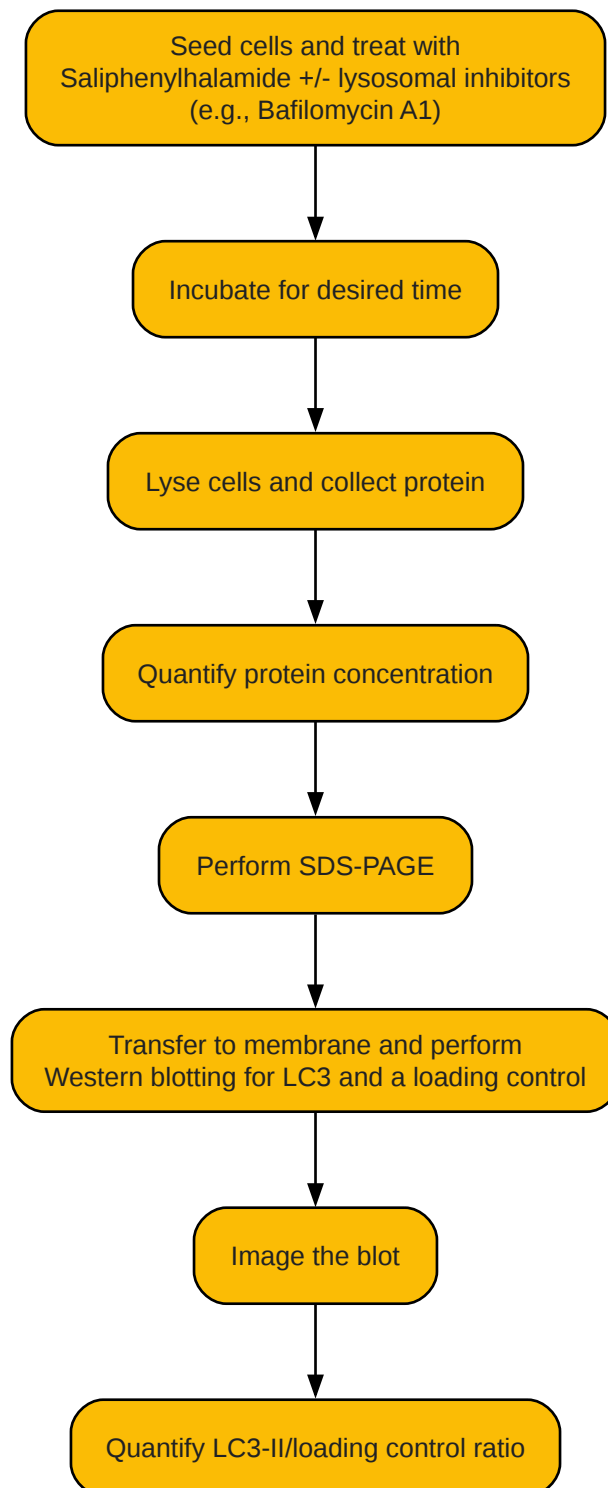 Seed cells and treat with
Saliphenylhalamide +/- lysosomal inhibitors
(e.g., Bafilomycin A1)
Incubate for desired time
Lyse cells and collect protein
Quantify protein concentration
Perform SDS-PAGE
Transfer to membrane and perform
Western blotting for LC3 and a loading control
Image the blot
Quantify LC3-II/loading control ratio